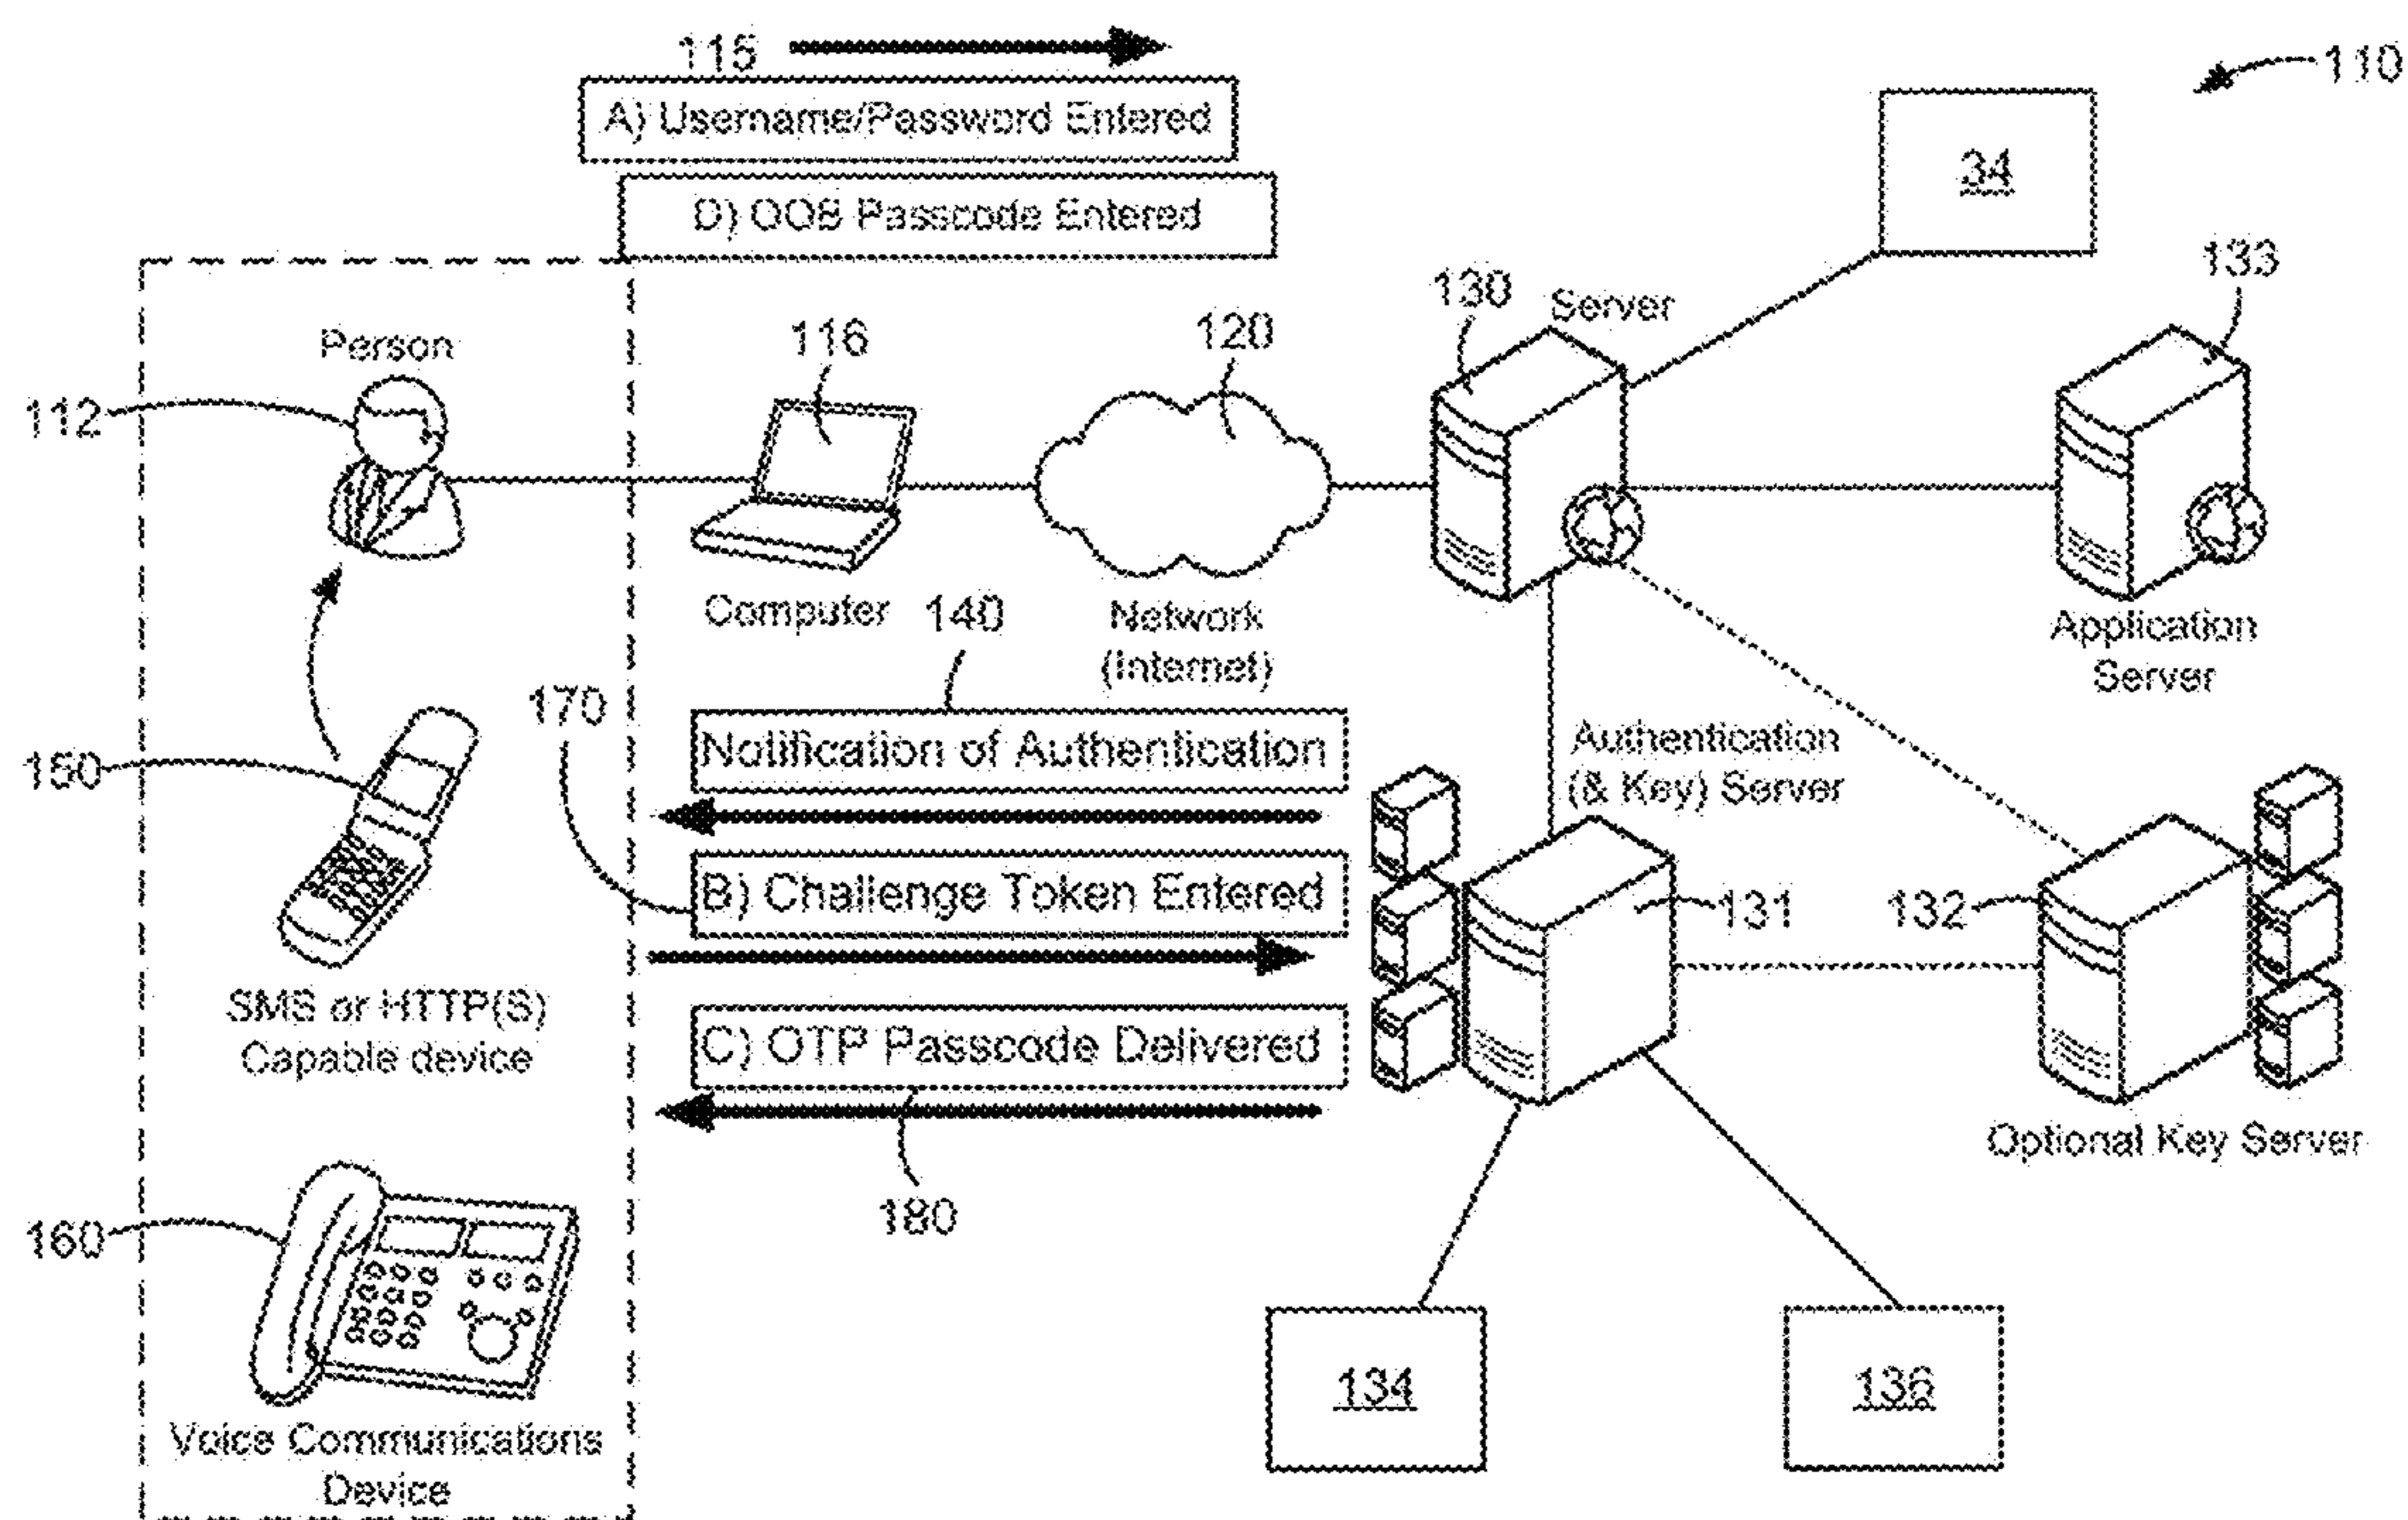 115
110
A) Username/Password Entered
34
D) OOB Passcode Entered
133
130
Server
Person
116
120
112
Computer
140
Network
(Internet)
Application
Server
170
Notification of Authentication
Authentication
(& Key) Server
150
B) Challenge Token Entered
131
132
SMS or HTTP(S)
Capable device
C) OTP Passcode Delivered
Optional Key Server
180
160
134
136
Voice Communications
Device